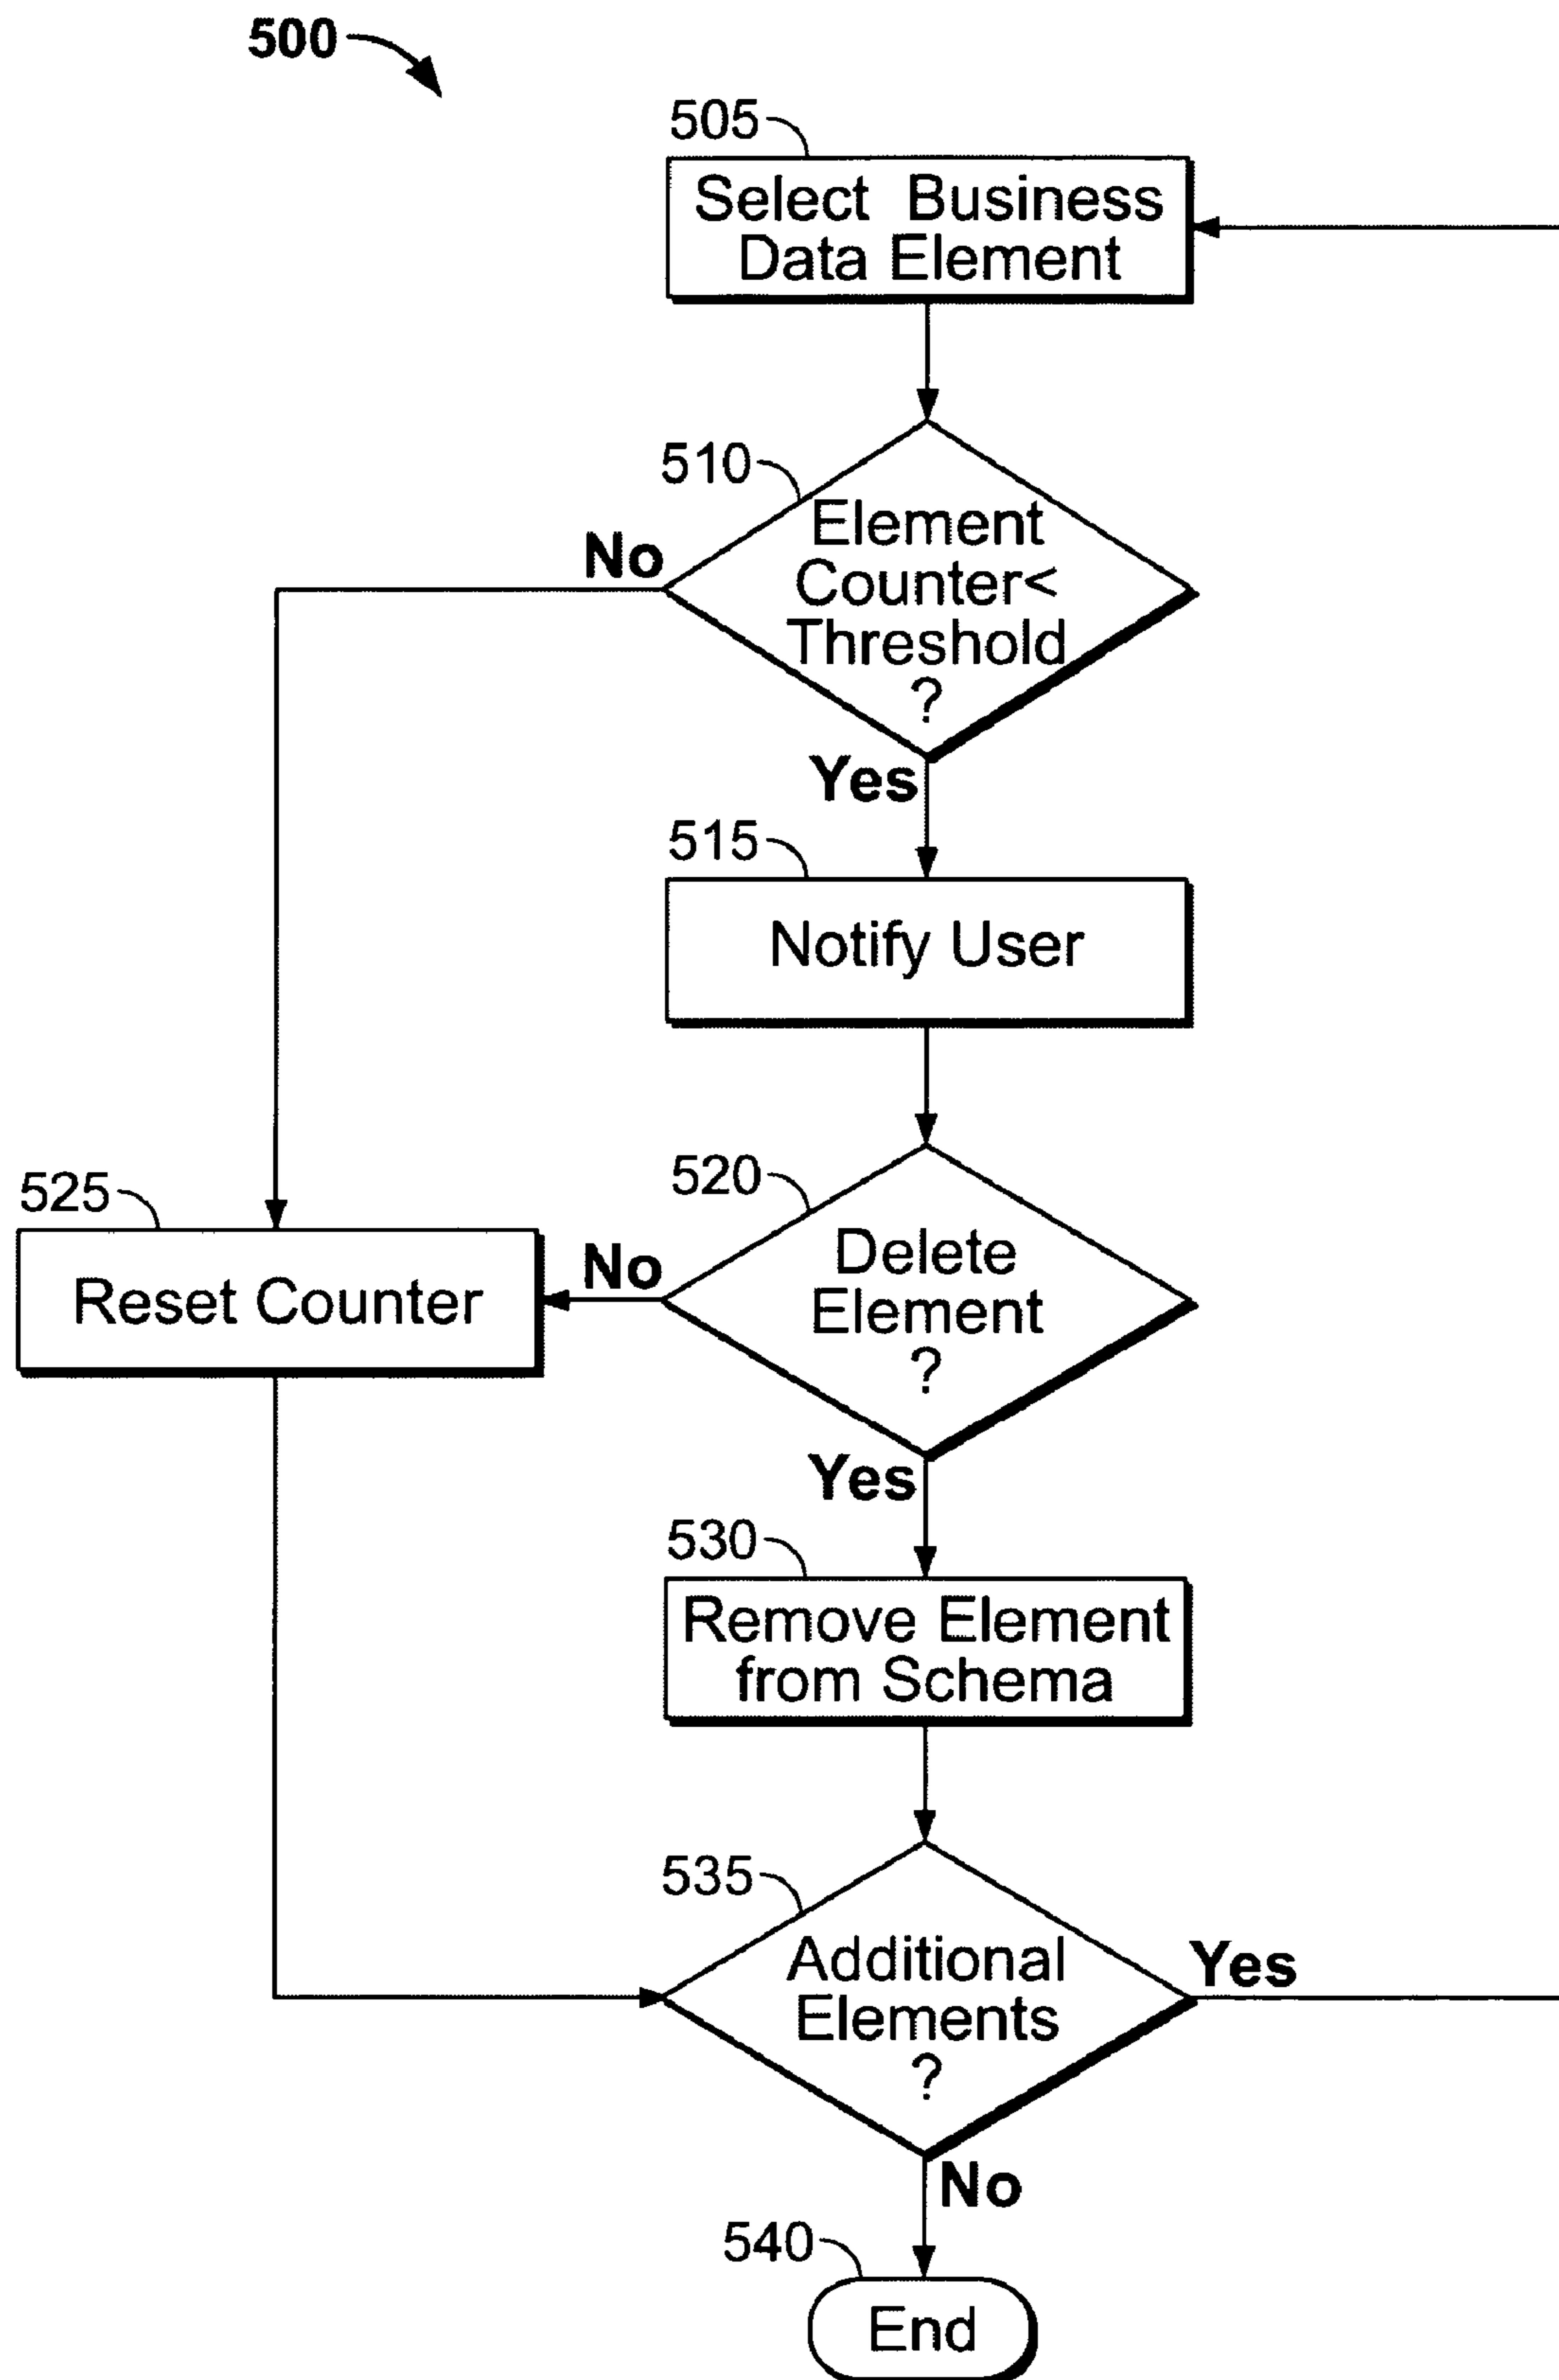 500
505
Select Business
Data Element
510
Element
Counter<
Threshold
?
No
Yes
515
Notify User
520
Delete
Element
?
No
525
Reset Counter
Yes
530
Remove Element
from Schema
535
Additional
Elements
?
Yes
No
540
End